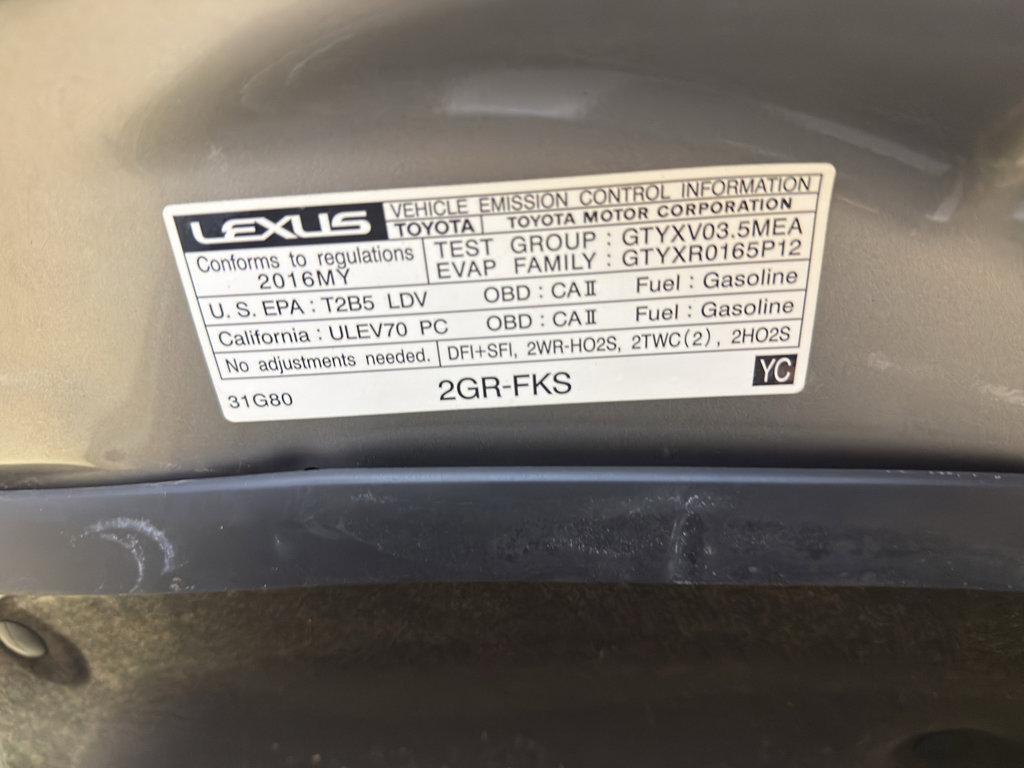 LEXUS
VEHICLE EMISSION CONTROL INFORMATION
TOYOTA TOYOTA MOTOR CORPORATION
Conforms to regulations
2016MY
TEST GROUP : GTYXV03.5MEA
EVAP FAMILY : GTYXR0165P12
U.S. EPA : T2B5 LDV OBD : CAII Fuel : Gasoline
California : ULEV70 PC OBD : CAII Fuel : Gasoline
No adjustments needed. DFI+SFI, 2WR-HO2S, 2TWC(2), 2HO2S
31G80 2GR-FKS YC